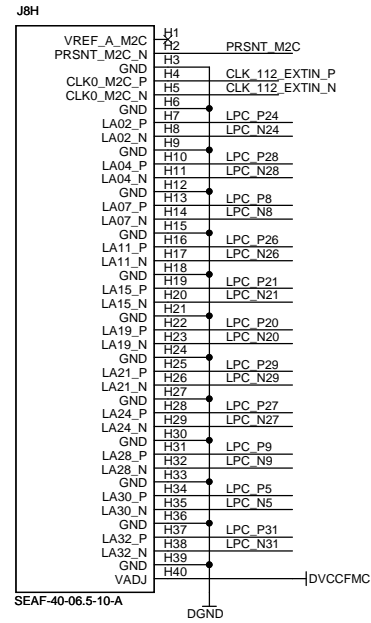 J8H
VREF_A_M2C H1
PRSNT_M2C_N H2 PRSNT_M2C
GND H3
CLK0_M2C_P H4 CLK_112_EXTIN_P
CLK0_M2C_N H5 CLK_112_EXTIN_N
GND H6
LA02_P H7 LPC_P24
LA02_N H8 LPC_N24
GND H9
LA04_P H10 LPC_P28
LA04_N H11 LPC_N28
GND H12
LA07_P H13 LPC_P8
LA07_N H14 LPC_N8
GND H15
LA11_P H16 LPC_P26
LA11_N H17 LPC_N26
GND H18
LA15_P H19 LPC_P21
LA15_N H20 LPC_N21
GND H21
LA19_P H22 LPC_P20
LA19_N H23 LPC_N20
GND H24
LA21_P H25 LPC_P29
LA21_N H26 LPC_N29
GND H27
LA24_P H28 LPC_P27
LA24_N H29 LPC_N27
GND H30
LA28_P H31 LPC_P9
LA28_N H32 LPC_N9
GND H33
LA30_P H34 LPC_P5
LA30_N H35 LPC_N5
GND H36
LA32_P H37 LPC_P31
LA32_N H38 LPC_N31
GND H39
VADJ H40 DVCCFMC
SEAF-40-06.5-10-A
DGND